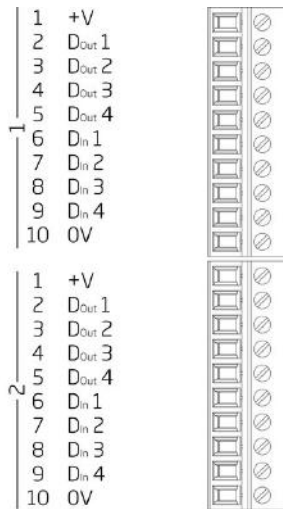 1
1 +V
2 DOut 1
3 DOut 2
4 DOut 3
5 DOut 4
6 DIn 1
7 DIn 2
8 DIn 3
9 DIn 4
10 0V
2
1 +V
2 DOut 1
3 DOut 2
4 DOut 3
5 DOut 4
6 DIn 1
7 DIn 2
8 DIn 3
9 DIn 4
10 0V